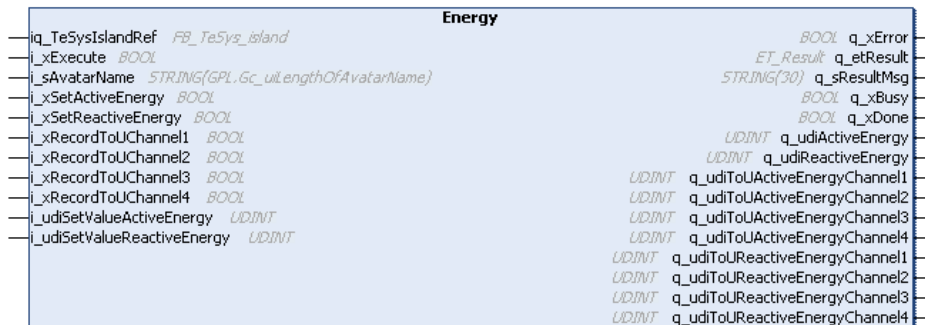 Energy
iq_TeSysIslandRef FB_TeSys_island BOOL q_xError
i_xExecute BOOL ET_Result q_etResult
i_sAvatarName STRING(GPL.Gc_uiLengthOfAvatarName) STRING(30) q_sResultMsg
i_xSetActiveEnergy BOOL BOOL q_xBusy
i_xSetReactiveEnergy BOOL BOOL q_xDone
i_xRecordToUChannel1 BOOL UDINT q_udiActiveEnergy
i_xRecordToUChannel2 BOOL UDINT q_udiReactiveEnergy
i_xRecordToUChannel3 BOOL UDINT q_udiToUActiveEnergyChannel1
i_xRecordToUChannel4 BOOL UDINT q_udiToUActiveEnergyChannel2
i_udiSetValueActiveEnergy UDINT UDINT q_udiToUActiveEnergyChannel3
i_udiSetValueReactiveEnergy UDINT UDINT q_udiToUActiveEnergyChannel4
UDINT q_udiToUReactiveEnergyChannel1
UDINT q_udiToUReactiveEnergyChannel2
UDINT q_udiToUReactiveEnergyChannel3
UDINT q_udiToUReactiveEnergyChannel4